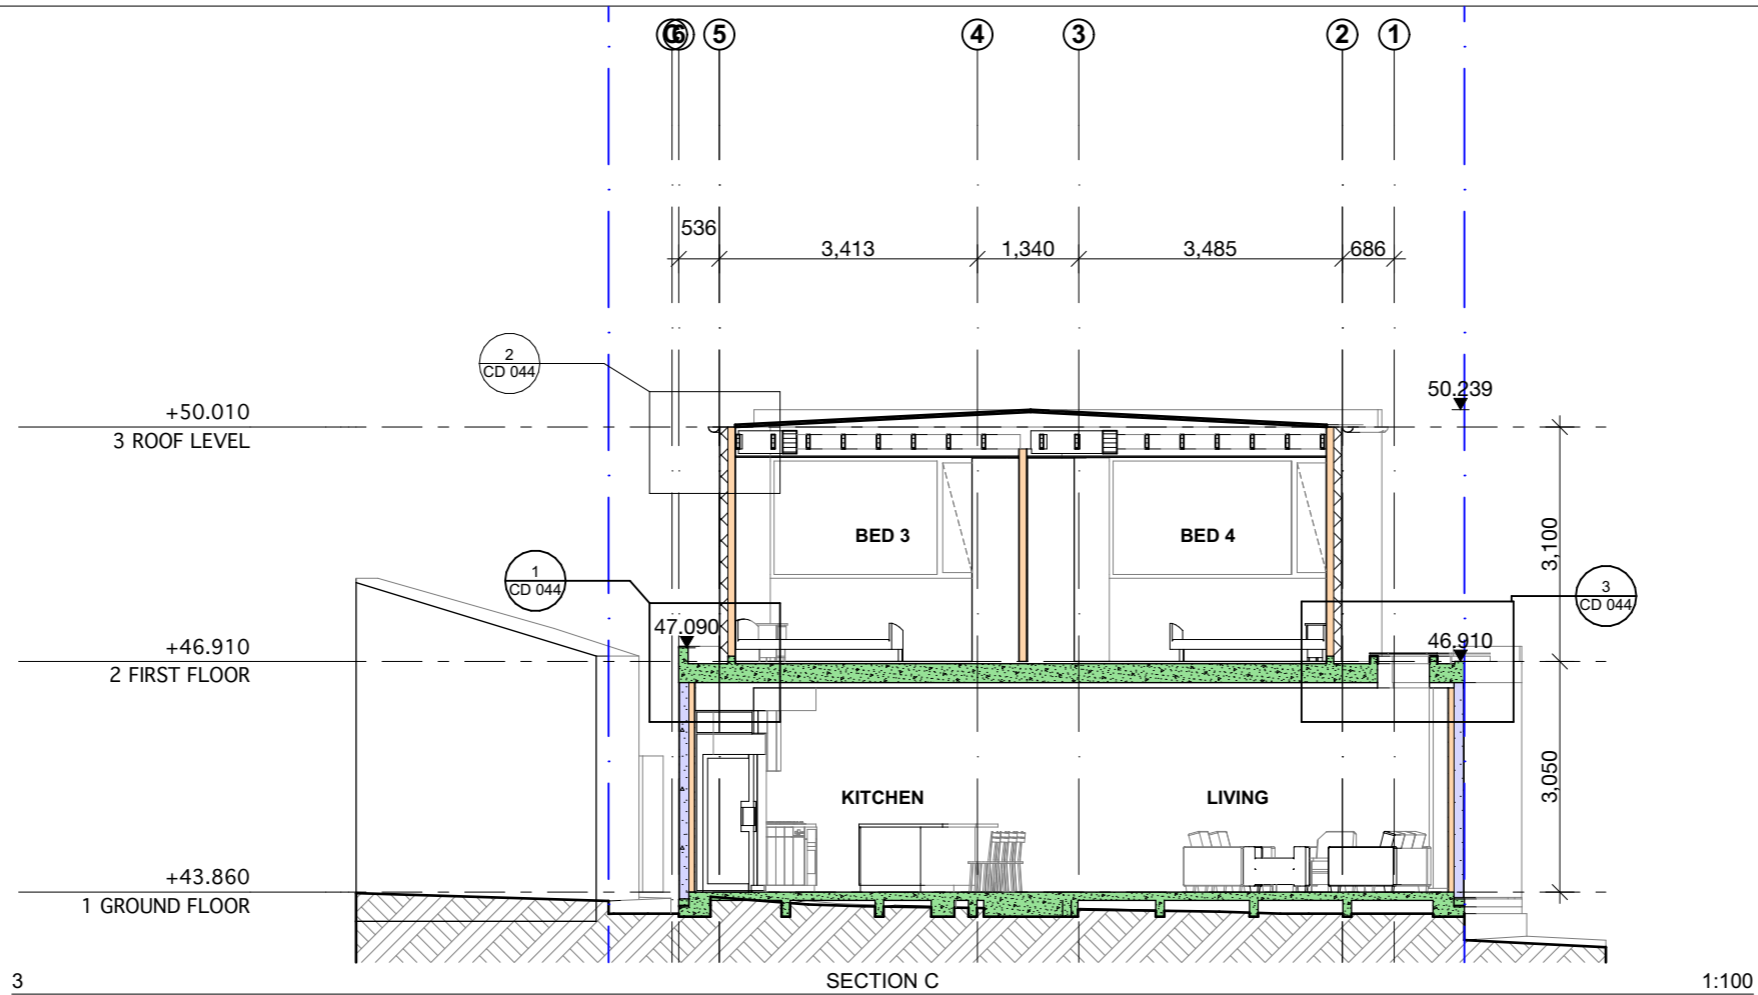 6 5 4 3 2 1
536
3,413 1,340 3,485 686
2
CD 044
50.239
+50.010
3 ROOF LEVEL
BED 3 BED 4
3,100
1
CD 044
3
CD 044
47.090
46.910
+46.910
2 FIRST FLOOR
KITCHEN LIVING
3,050
+43.860
1 GROUND FLOOR
3 SECTION C 1:100